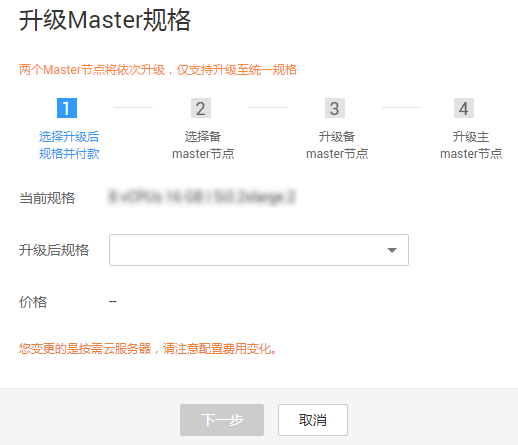 升级Master规格
两个Master节点将依次升级，仅支持升级至统一规格
1 2 3 4
选择升级后 选择备 升级备 升级主
规格并付款 master节点 master节点 master节点
当前规格
升级后规格
价格 --
您变更的是按需云服务器，请注意配置费用变化。
下一步 取消